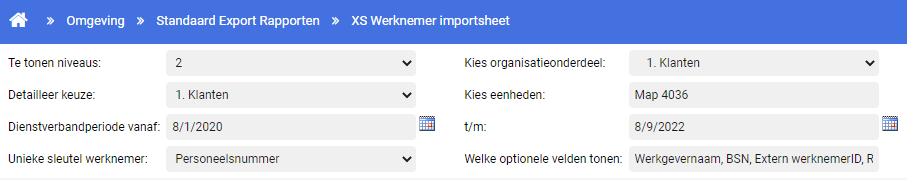 » Omgeving » Standaard Export Rapporten » XS Werknemer importsheet
Te tonen niveaus: 2 Kies organisatieonderdeel: 1. Klanten
Detailleer keuze: 1. Klanten Kies eenheden: Map 4036
Dienstverbandperiode vanaf: 8/1/2020 t/m: 8/9/2022
Unieke sleutel werknemer: Personeelsnummer Welke optionele velden tonen: Werkgevernaam, BSN, Extern werknemerID, R